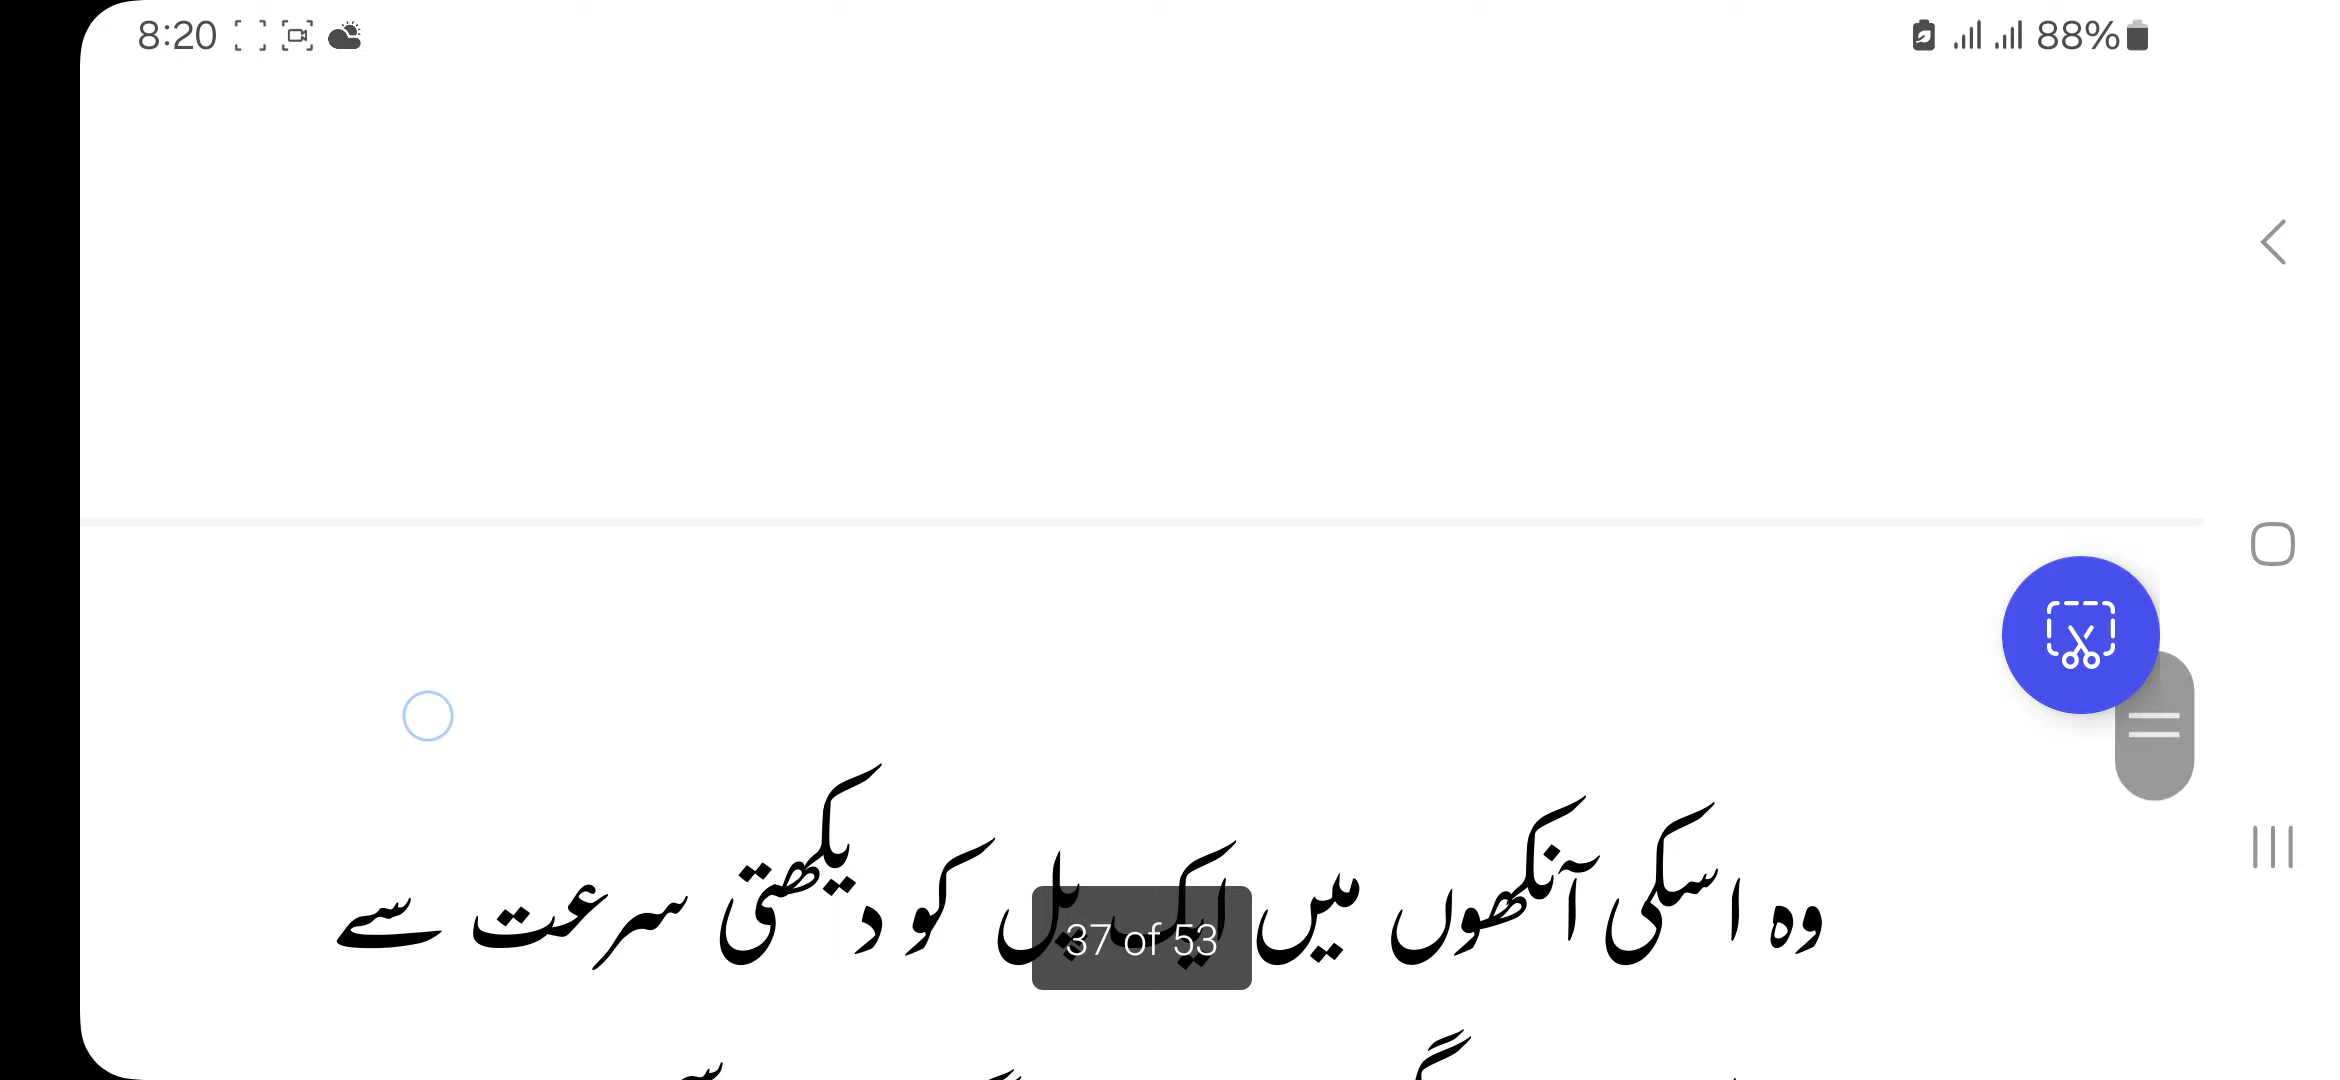 8:20 88%
وہ اسکی آنکھوں میں ایک پل کو دیکھتی سرعت سے
37 of 53